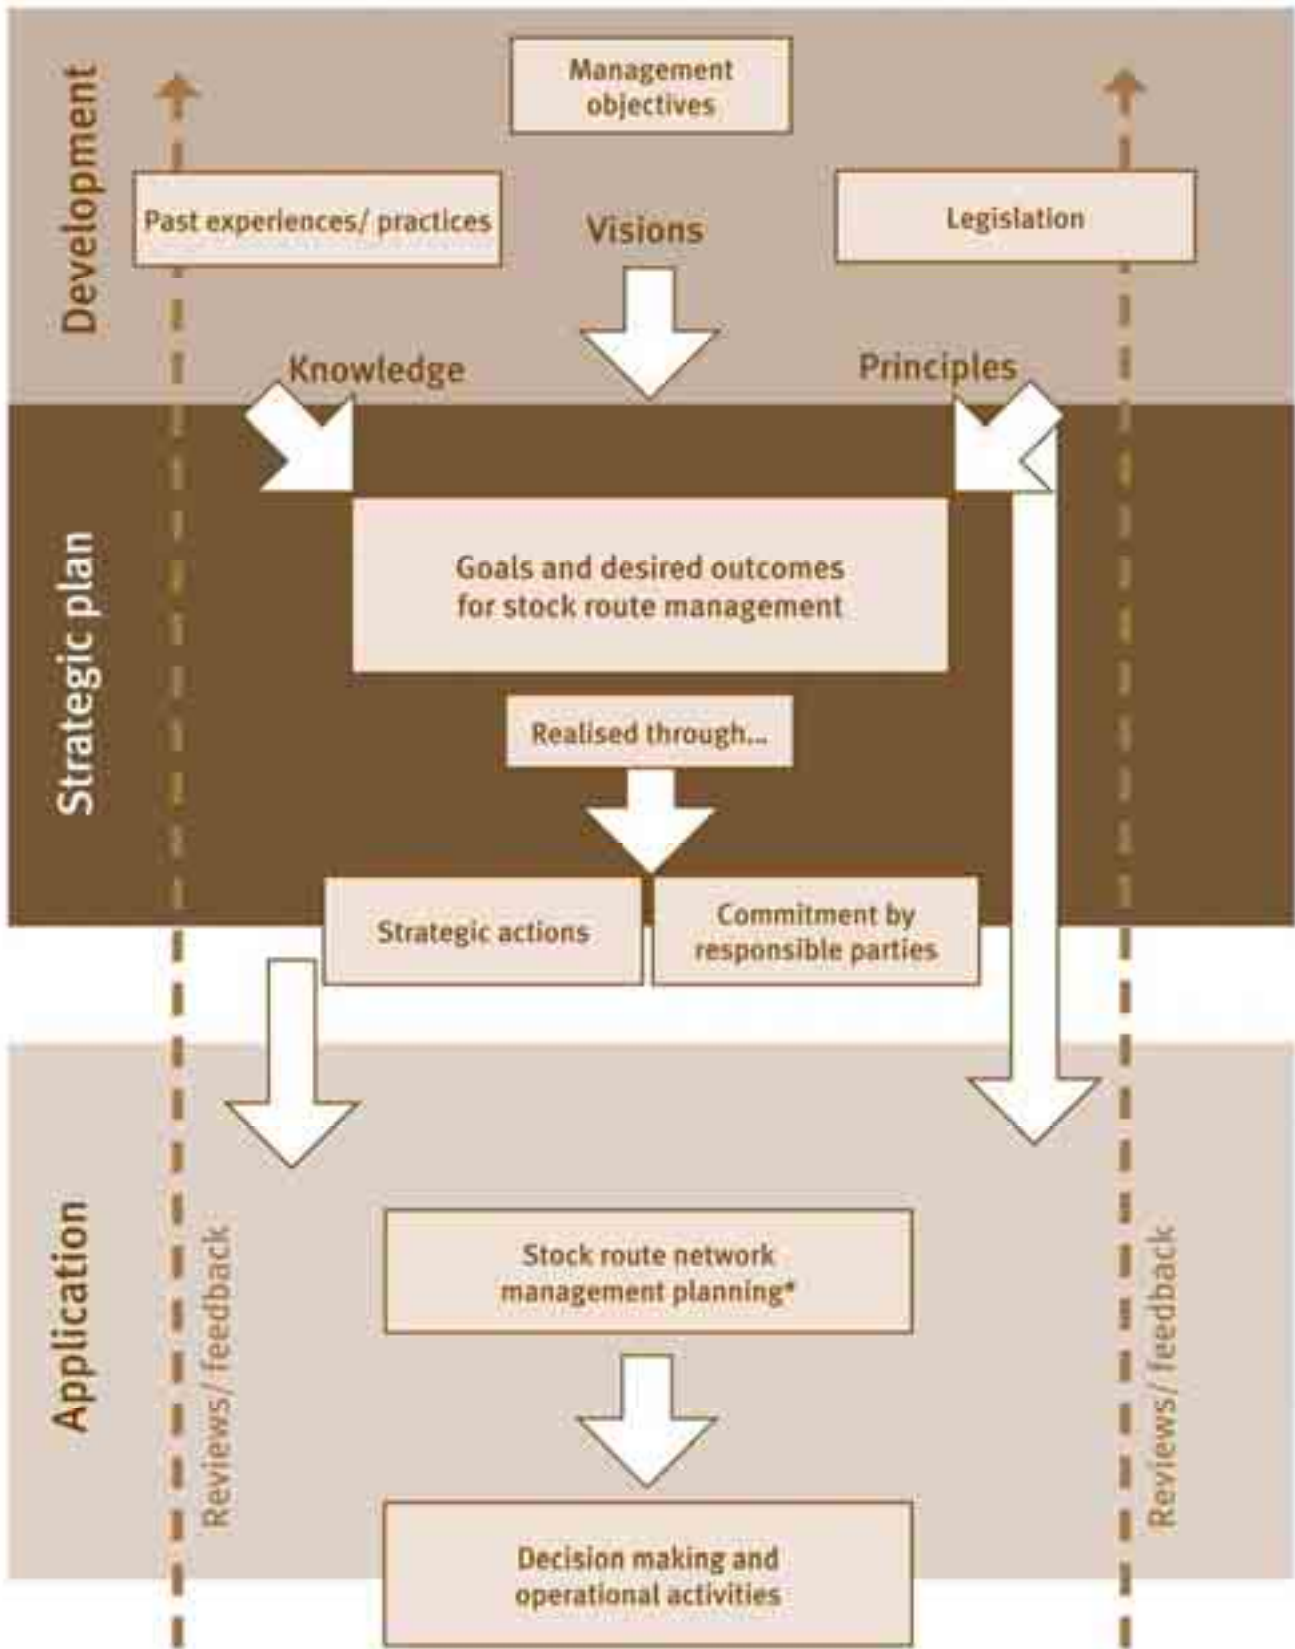 Development
Management
objectives
Past experiences/ practices
Visions
Legislation
Knowledge
Principles
Strategic plan
Goals and desired outcomes
for stock route management
Realised through...
Strategic actions
Commitment by
responsible parties
Application
Reviews/ feedback
Stock route network
management planning*
Reviews/ feedback
Decision making and
operational activities